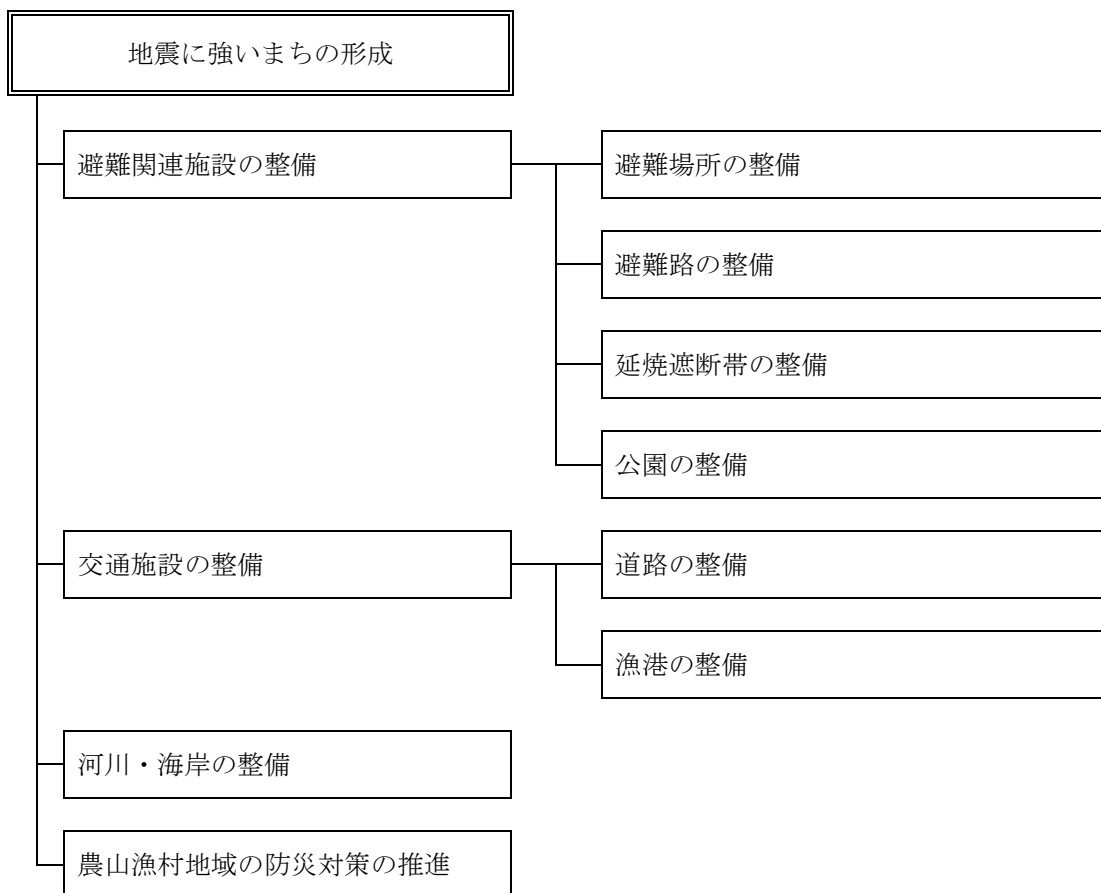 地震に強いまちの形成
避難関連施設の整備
避難場所の整備
避難路の整備
延焼遮断帯の整備
公園の整備
交通施設の整備
道路の整備
漁港の整備
河川・海岸の整備
農山漁村地域の防災対策の推進